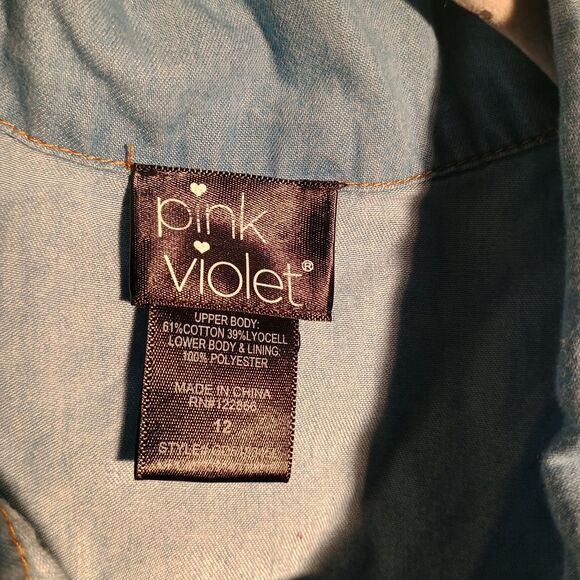 pink
violet®
UPPER BODY:
61%COTTON 39%LYOCELL
LOWER BODY & LINING
100% POLYESTER
MADE IN CHINA
12